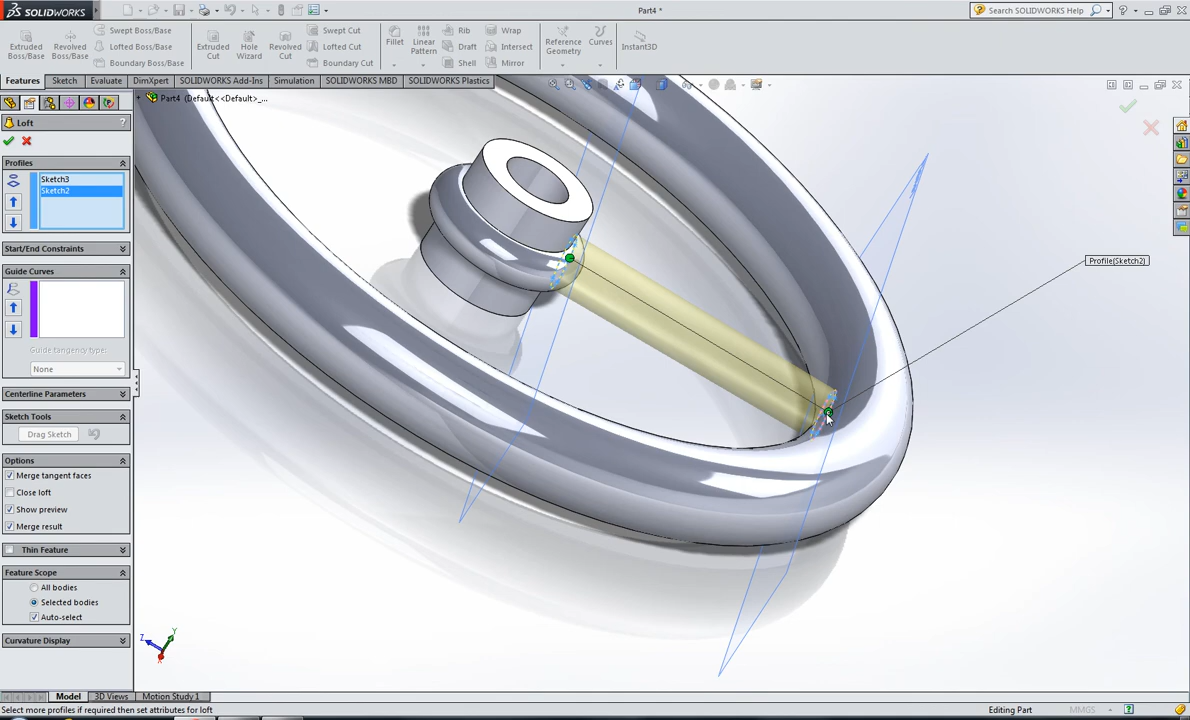 SOLIDWORKS
Part4 *
Search SOLIDWORKS Help
Extruded Boss/Base
Revolved Boss/Base
Swept Boss/Base
Lofted Boss/Base
Boundary Boss/Base
Extruded Cut
Hole Wizard
Revolved Cut
Swept Cut
Lofted Cut
Boundary Cut
Fillet
Linear Pattern
Rib
Draft
Shell
Wrap
Intersect
Mirror
Reference Geometry
Curves
Instant3D
Features
Sketch
Evaluate
DimXpert
SOLIDWORKS Add-Ins
Simulation
SOLIDWORKS MBD
SOLIDWORKS Plastics
Part4 (Default<<Default>_...
Loft
?
Profiles
Sketch3
Sketch2
Start/End Constraints
Guide Curves
Guide tangency type:
None
Centerline Parameters
Sketch Tools
Drag Sketch
Options
Merge tangent faces
Close loft
Show preview
Merge result
Thin Feature
Feature Scope
All bodies
Selected bodies
Auto-select
Curvature Display
Profile(Sketch2)
Z
Y
X
Model
3D Views
Motion Study 1
Select more profiles if required then set attributes for loft
Editing Part
MMGS